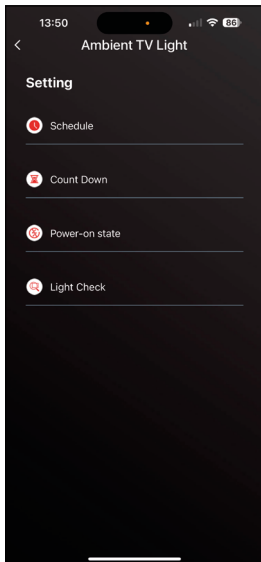 13:50
86
Ambient TV Light
Setting
Schedule
Count Down
Power-on state
Light Check